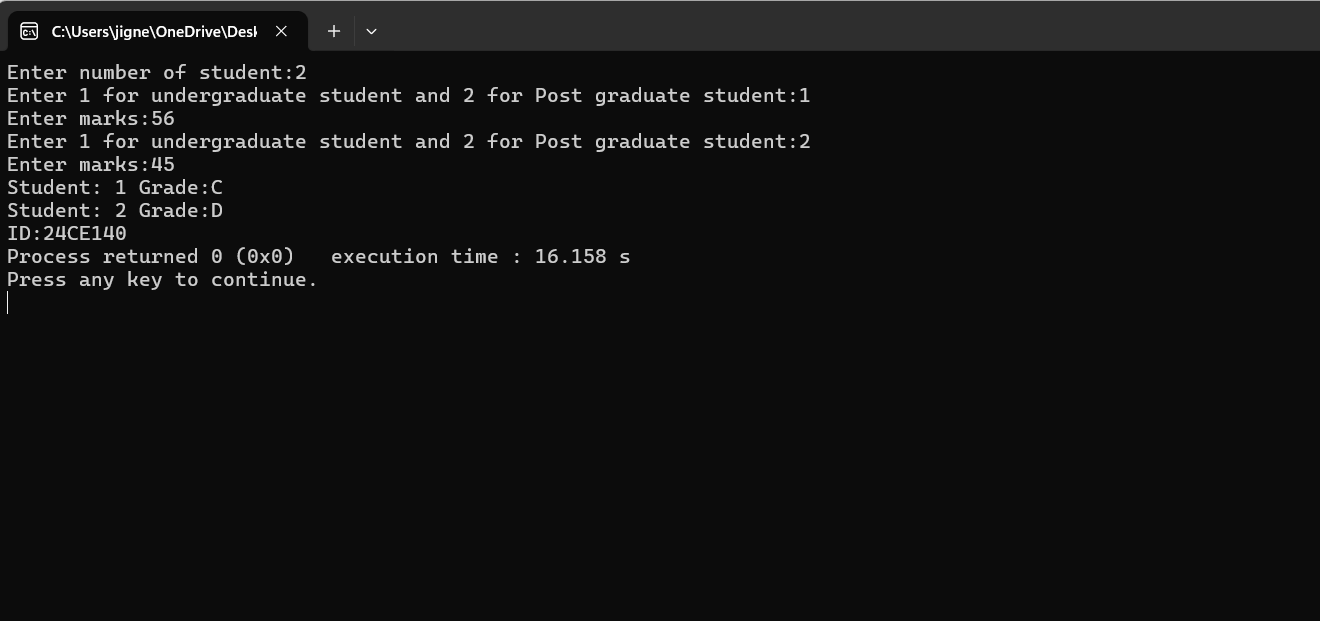 C:\Users\jigne\OneDrive\Desk
Enter number of student:2
Enter 1 for undergraduate student and 2 for Post graduate student:1
Enter marks:56
Enter 1 for undergraduate student and 2 for Post graduate student:2
Enter marks:45
Student: 1 Grade:C
Student: 2 Grade:D
ID:24CE140
Process returned 0 (0x0)   execution time : 16.158 s
Press any key to continue.